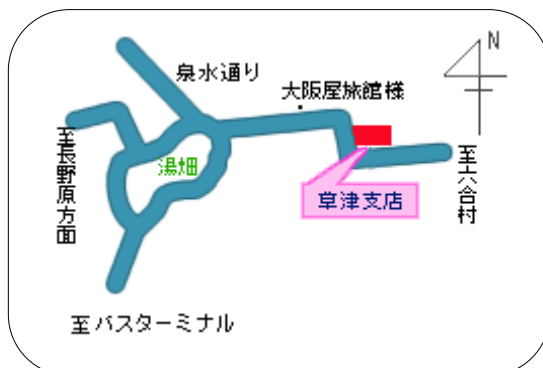 N
泉水通り
大阪屋旅館様
湯畑
至長野原方面
至六合村
草津支店
至バスターミナル